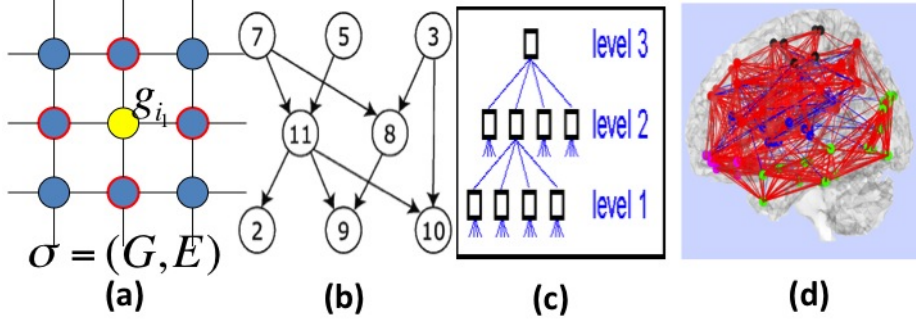 g_{i_1}
σ = (G, E)
(a)
7 5 3
11 8
2 9 10
(b)
level 3
level 2
level 1
(c)
(d)